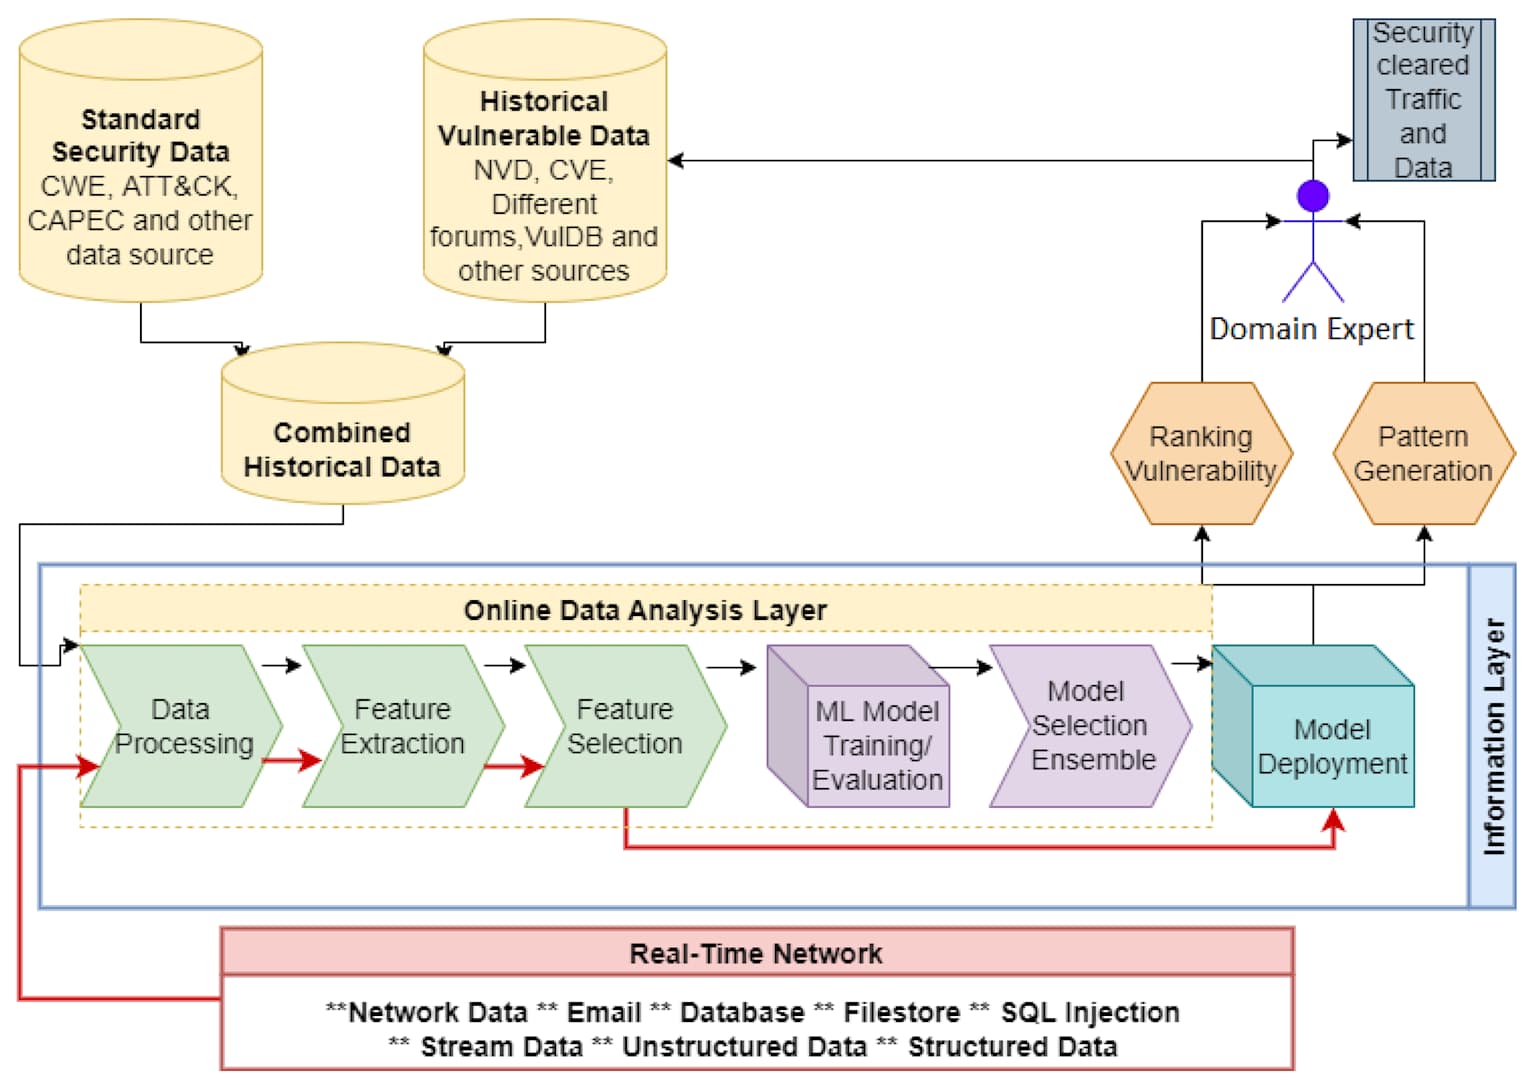 Standard
Security Data
CWE, ATT&CK,
CAPEC and other
data source
Historical
Vulnerable Data
NVD, CVE,
Different
forums,VulDB and
other sources
Security
cleared
Traffic
and
Data
Domain Expert
Combined
Historical Data
Ranking
Vulnerability
Pattern
Generation
Online Data Analysis Layer
Data
Processing
Feature
Extraction
Feature
Selection
ML Model
Training/
Evaluation
Model
Selection
Ensemble
Model
Deployment
Information Layer
Real-Time Network
**Network Data ** Email ** Database ** Filestore ** SQL Injection
** Stream Data ** Unstructured Data ** Structured Data